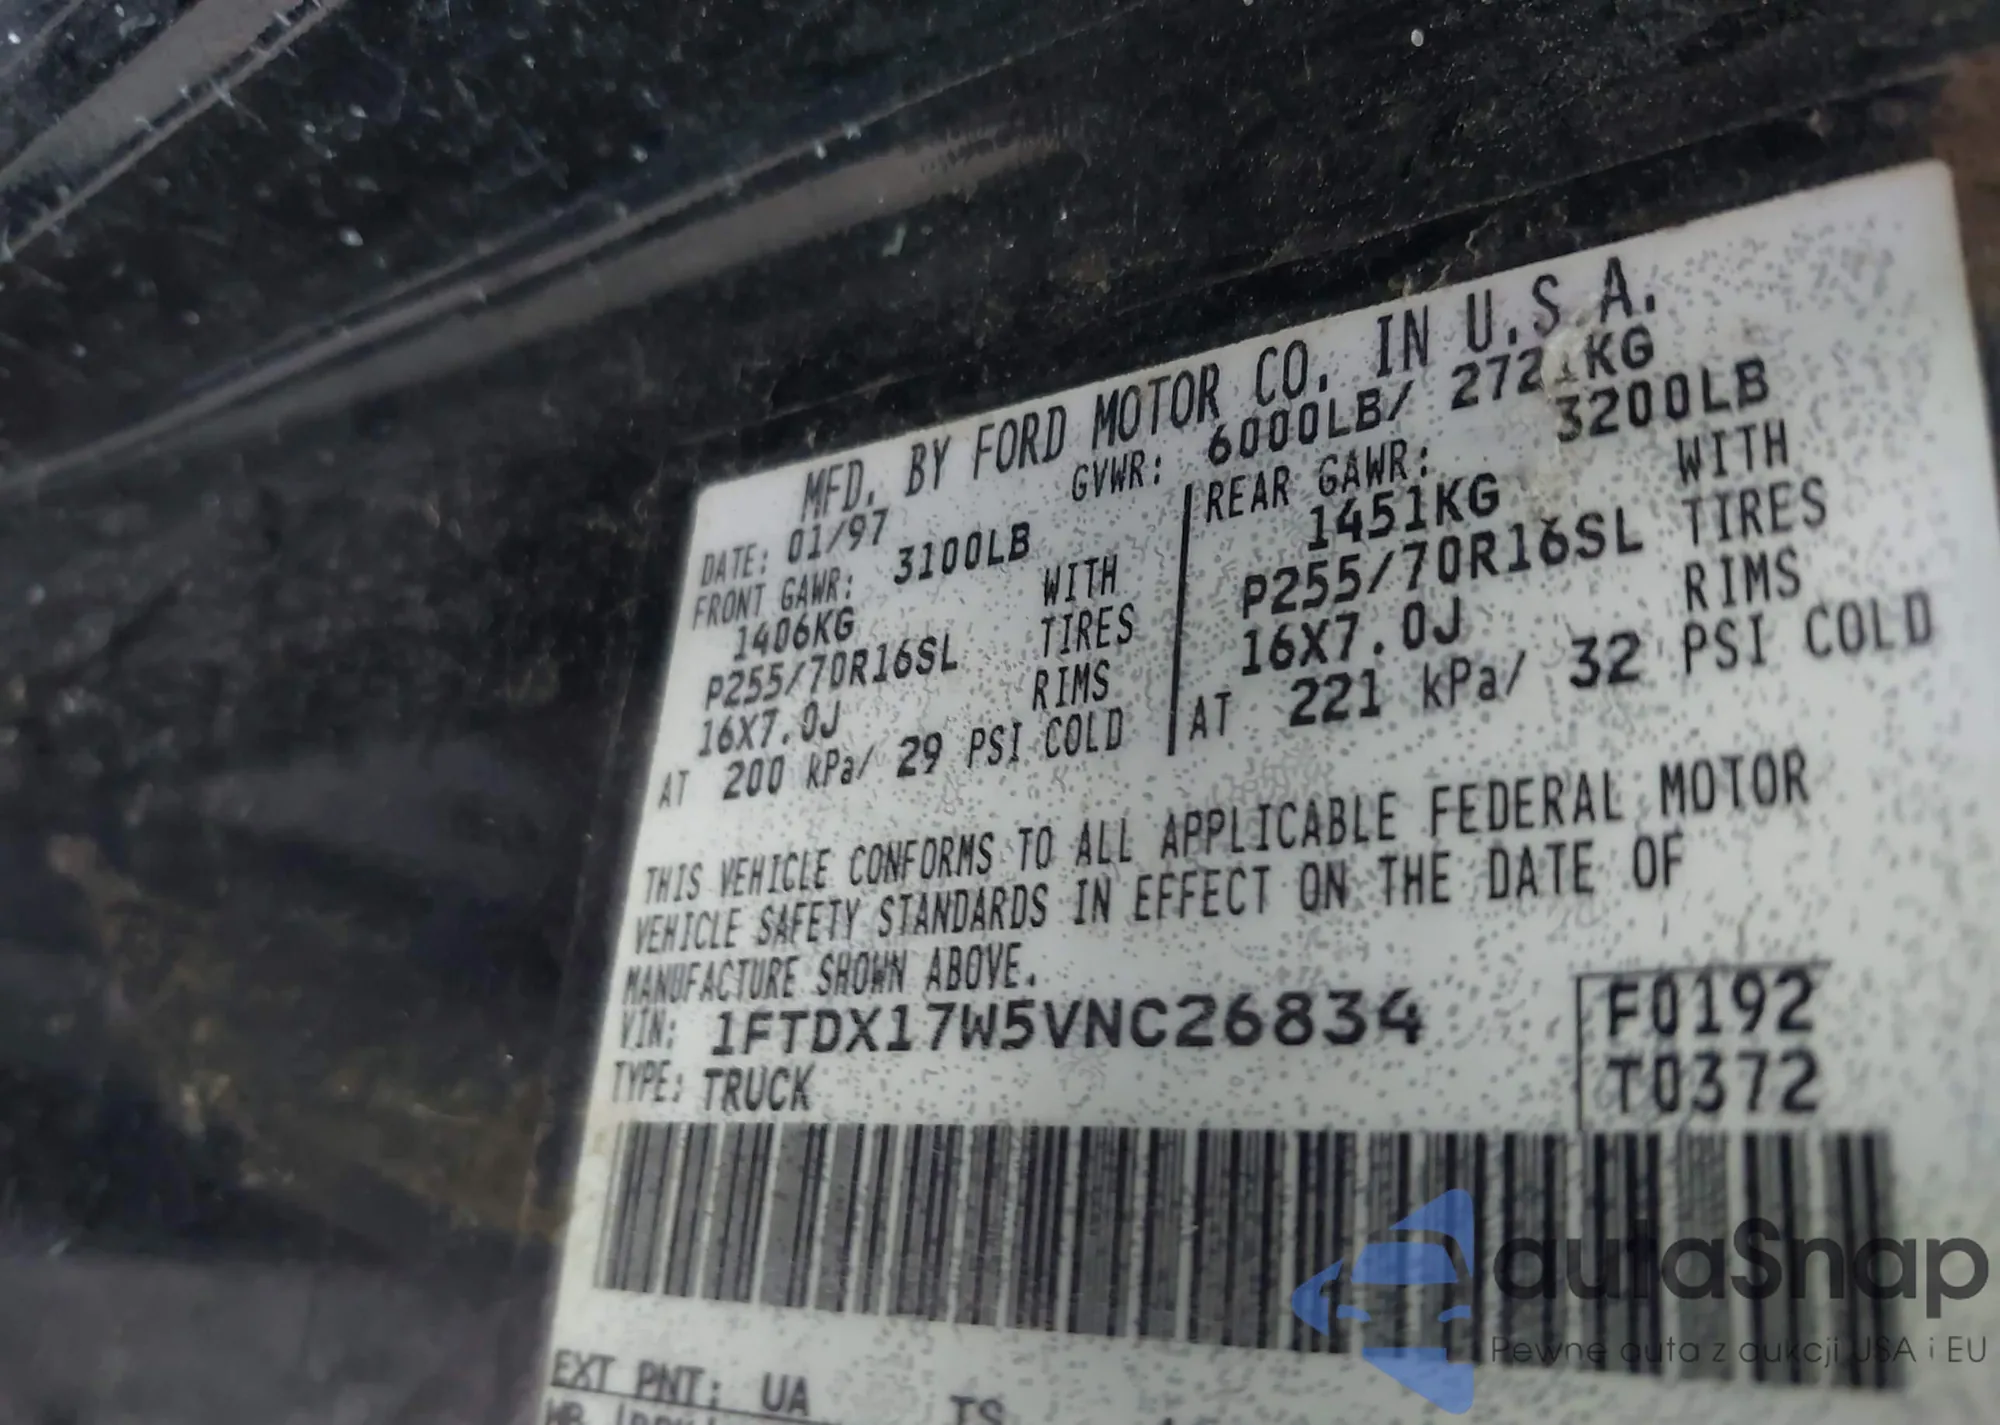 MFD. BY FORD MOTOR CO. IN U.S.A.
DATE: 01/97 GVWR: 6000LB/ 2721KG
FRONT GAWR: 3100LB
1406KG WITH
P255/70R16SL TIRES
16X7.0J RIMS
AT 200 kPa/ 29 PSI COLD
REAR GAWR: 3200LB
1451KG WITH
P255/70R16SL TIRES
16X7.0J RIMS
AT 221 kPa/ 32 PSI COLD
THIS VEHICLE CONFORMS TO ALL APPLICABLE FEDERAL MOTOR
VEHICLE SAFETY STANDARDS IN EFFECT ON THE DATE OF
MANUFACTURE SHOWN ABOVE.
VIN: 1FTDX17W5VNC26834
TYPE: TRUCK
F0192
T0372
EXT PNT: UA
autaSnap
Pewne auta z aukcji USA i EU